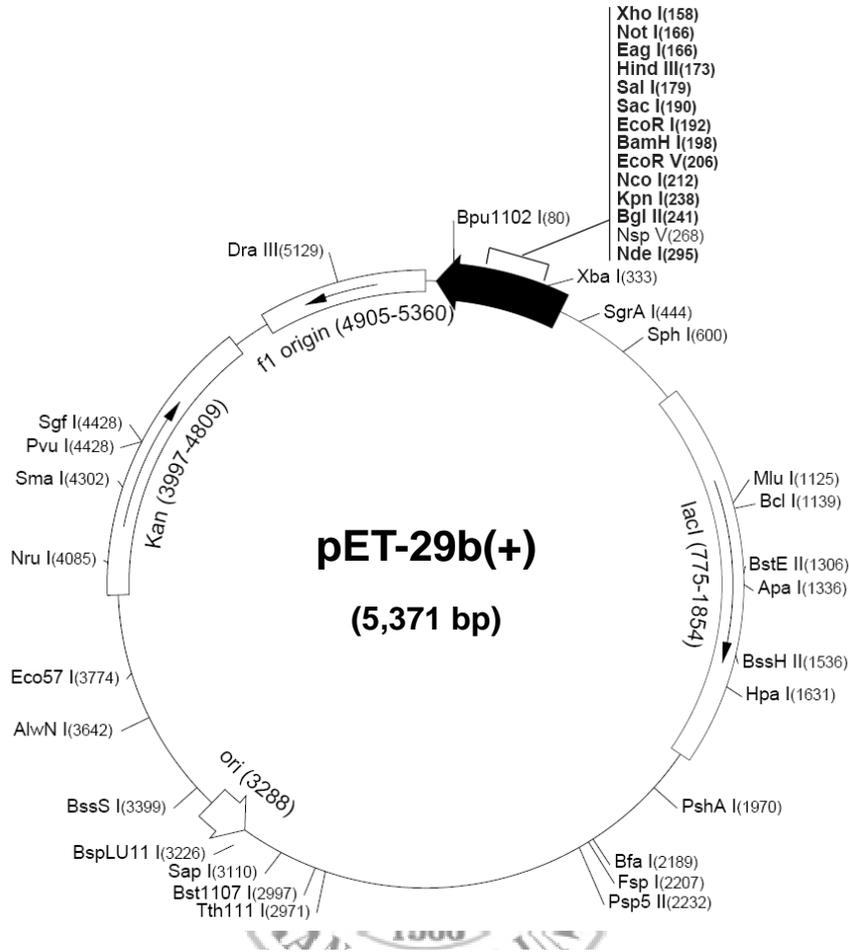 Xho I(158)
Not I(166)
Eag I(166)
Hind III(173)
Sal I(179)
Sac I(190)
EcoR I(192)
BamH I(198)
EcoR V(206)
Nco I(212)
Kpn I(238)
Bgl II(241)
Nsp V(268)
Nde I(295)
Bpu1102 I(80)
Dra III(5129)
Xba I(333)
SgrA I(444)
Sph I(600)
f1 origin (4905-5360)
Sgf I(4428)
Pvu I(4428)
Sma I(4302)
Nru I(4085)
Kan (3997-4809)
Mlu I(1125)
Bcl I(1139)
BstE II(1306)
Apa I(1336)
BssH II(1536)
Hpa I(1631)
lacI (775-1854)
pET-29b(+)
(5,371 bp)
Eco57 I(3774)
AlwN I(3642)
ori (3288)
BssS I(3399)
BspLU11 I(3226)
Sap I(3110)
Bst1107 I(2997)
Tth111 I(2971)
PshA I(1970)
Bfa I(2189)
Fsp I(2207)
Psp5 II(2232)